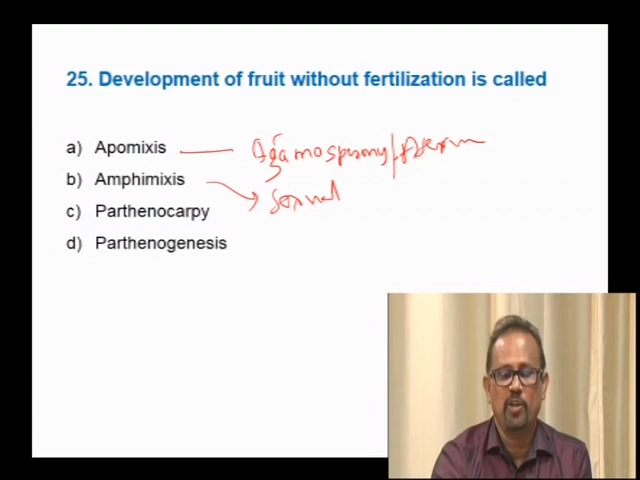 25. Development of fruit without fertilization is called
a) Apomixis Agamospermy/
b) Amphimixis Sexual
c) Parthenocarpy
d) Parthenogenesis